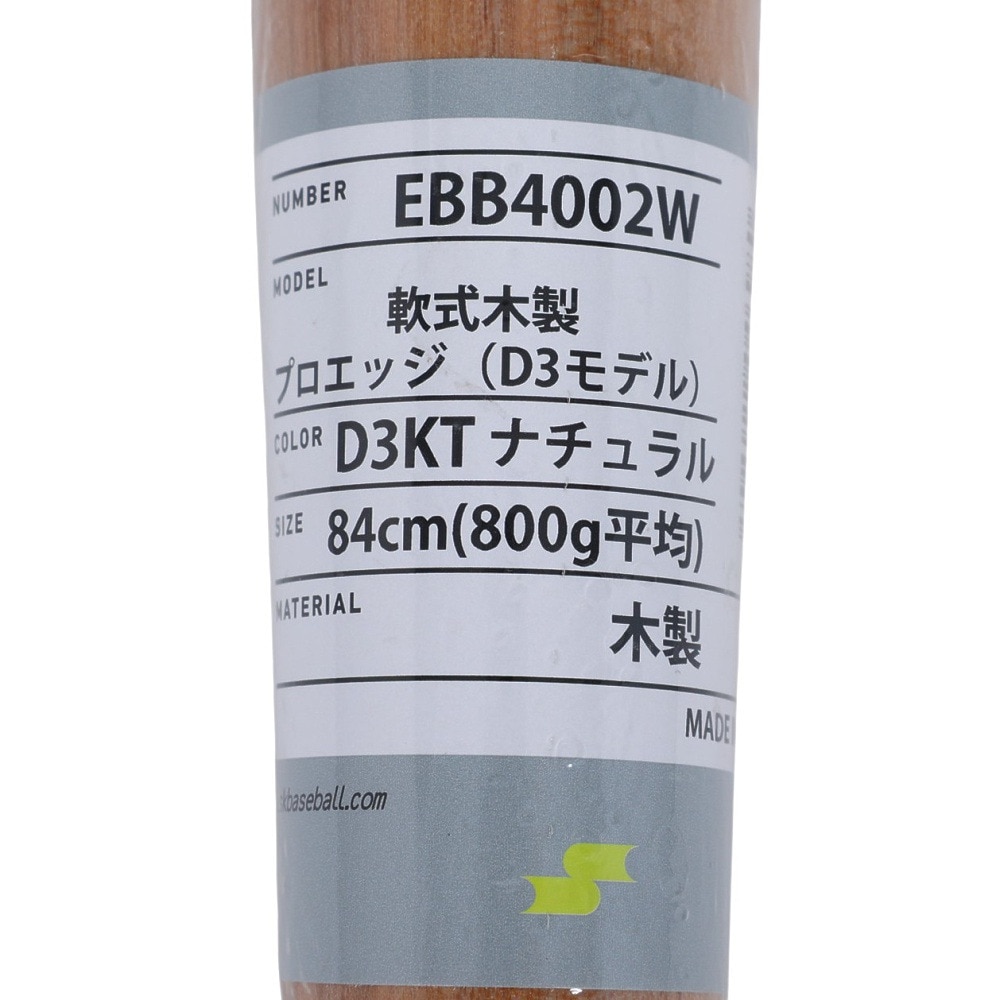 NUMBER EBB4002W
MODEL
軟式木製
プロエッジ（D3モデル）
COLOR D3KT ナチュラル
SIZE 84cm(800g平均)
MATERIAL
木製
MADE
kbaseball.com